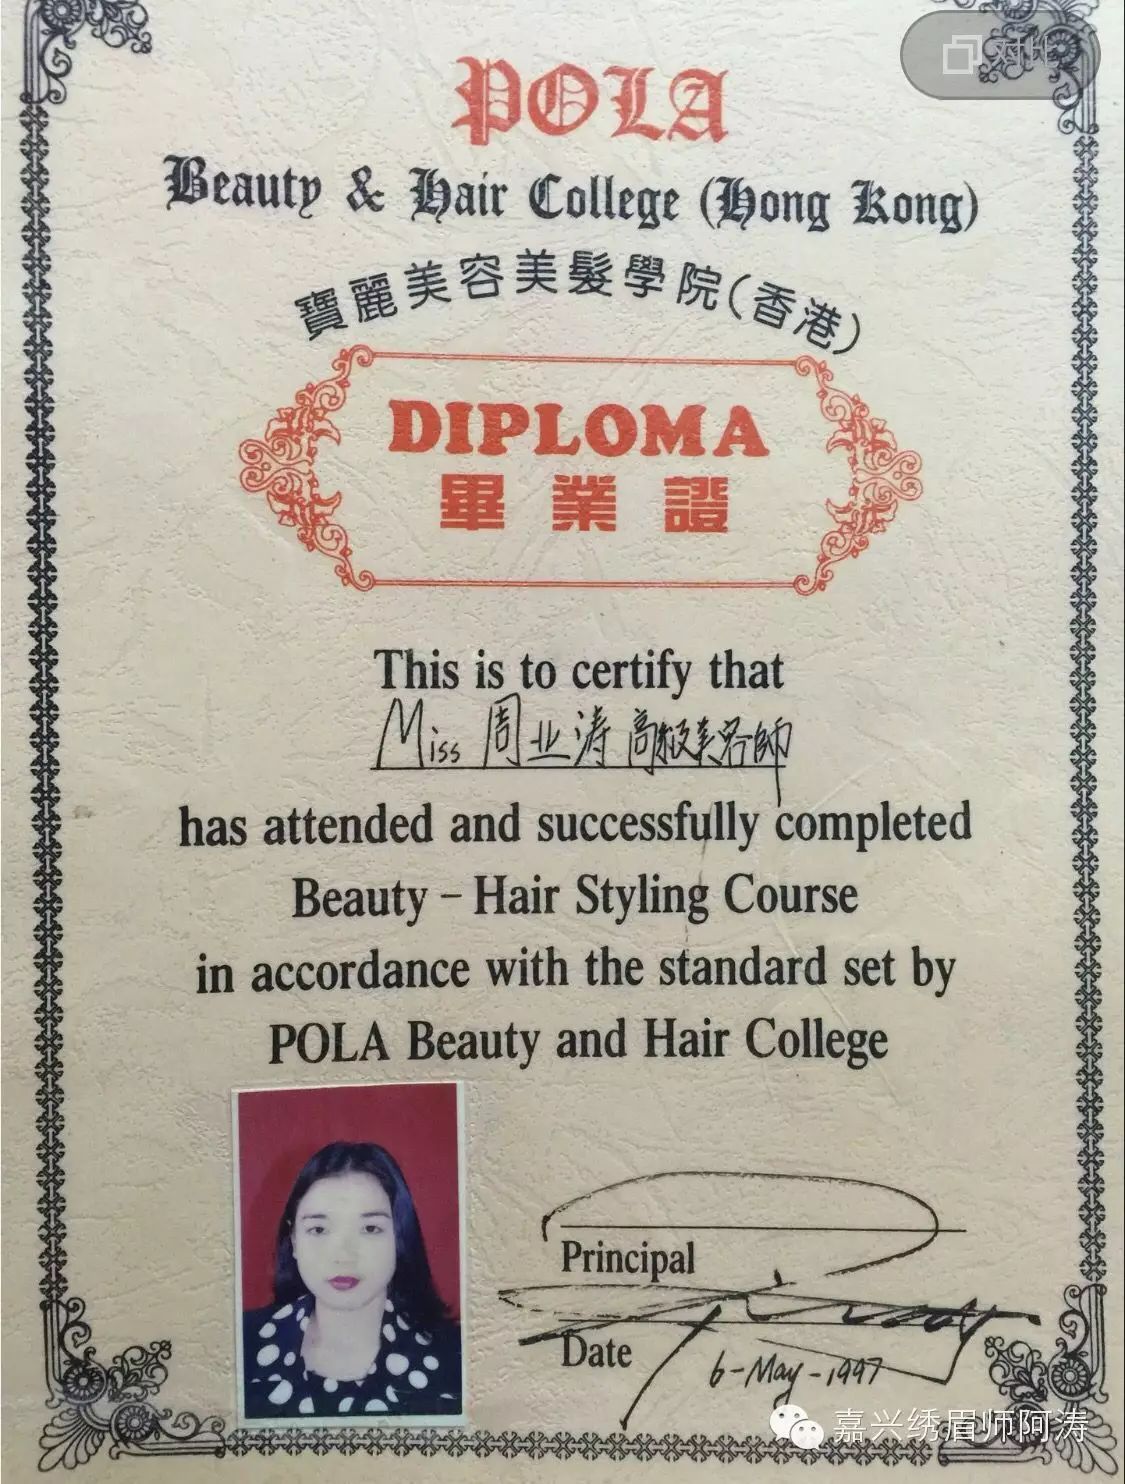 对比
POLA
Beauty & Hair College (Hong Kong)
寶麗美容美髮學院(香港)
DIPLOMA
畢業證
This is to certify that
Miss 周业涛 高级美容師
has attended and successfully completed
Beauty – Hair Styling Course
in accordance with the standard set by
POLA Beauty and Hair College
Principal
Date
6-May-1997
嘉兴绣眉师阿涛